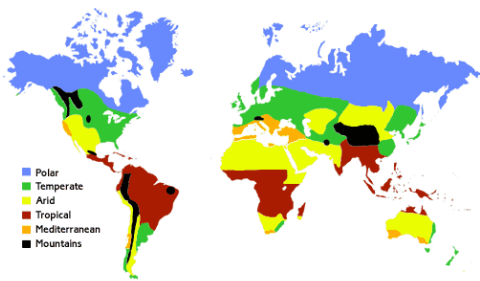 Polar
Temperate
Arid
Tropical
Mediterranean
Mountains